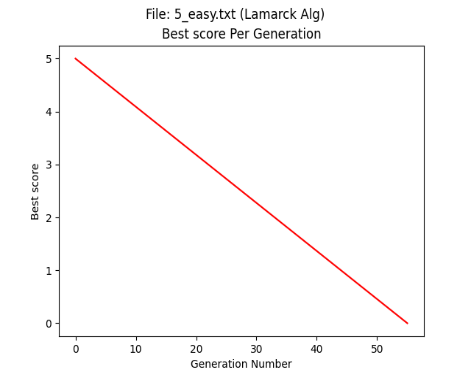 File: 5_easy.txt (Lamarck Alg)
Best score Per Generation
5
4
3
2
1
0
Best score
0 10 20 30 40 50
Generation Number